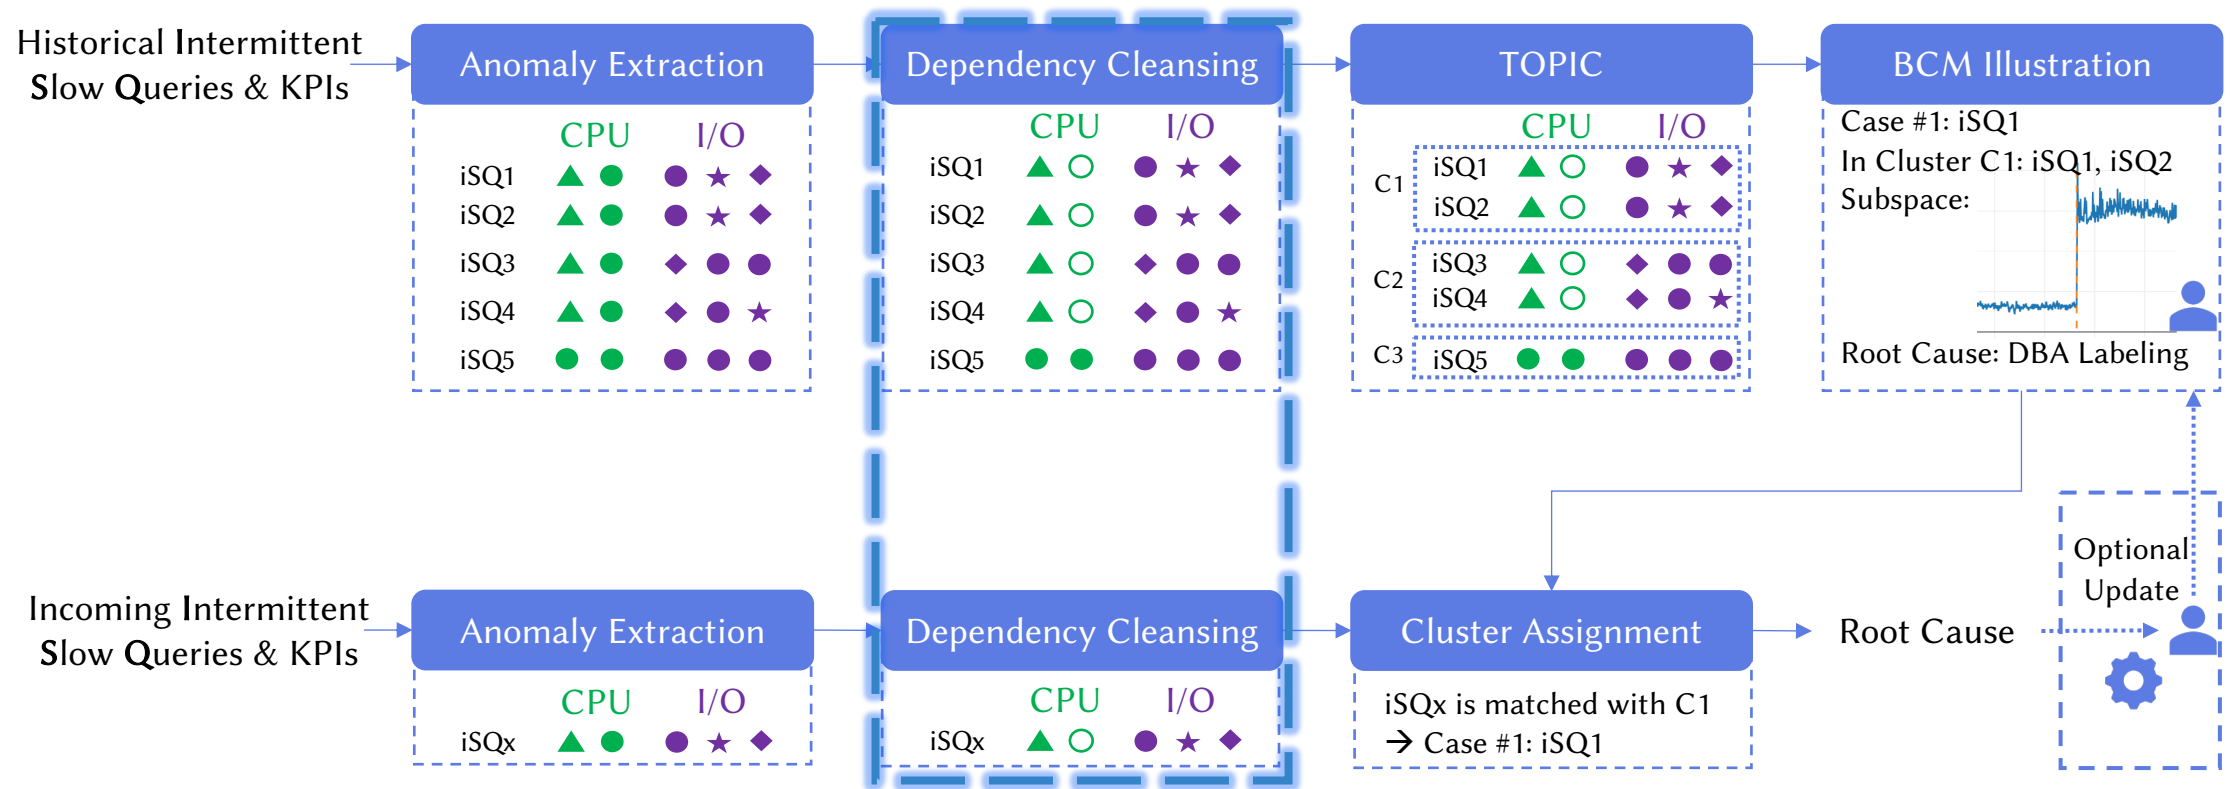 Historical Intermittent
Slow Queries & KPIs
Anomaly Extraction
CPU I/O
iSQ1
iSQ2
iSQ3
iSQ4
iSQ5
Dependency Cleansing
CPU I/O
iSQ1
iSQ2
iSQ3
iSQ4
iSQ5
TOPIC
CPU I/O
C1
iSQ1
iSQ2
C2
iSQ3
iSQ4
C3
iSQ5
BCM Illustration
Case #1: iSQ1
In Cluster C1: iSQ1, iSQ2
Subspace:
Root Cause: DBA Labeling
Incoming Intermittent
Slow Queries & KPIs
Anomaly Extraction
CPU I/O
iSQx
Dependency Cleansing
CPU I/O
iSQx
Cluster Assignment
iSQx is matched with C1
→ Case #1: iSQ1
Root Cause
Optional
Update